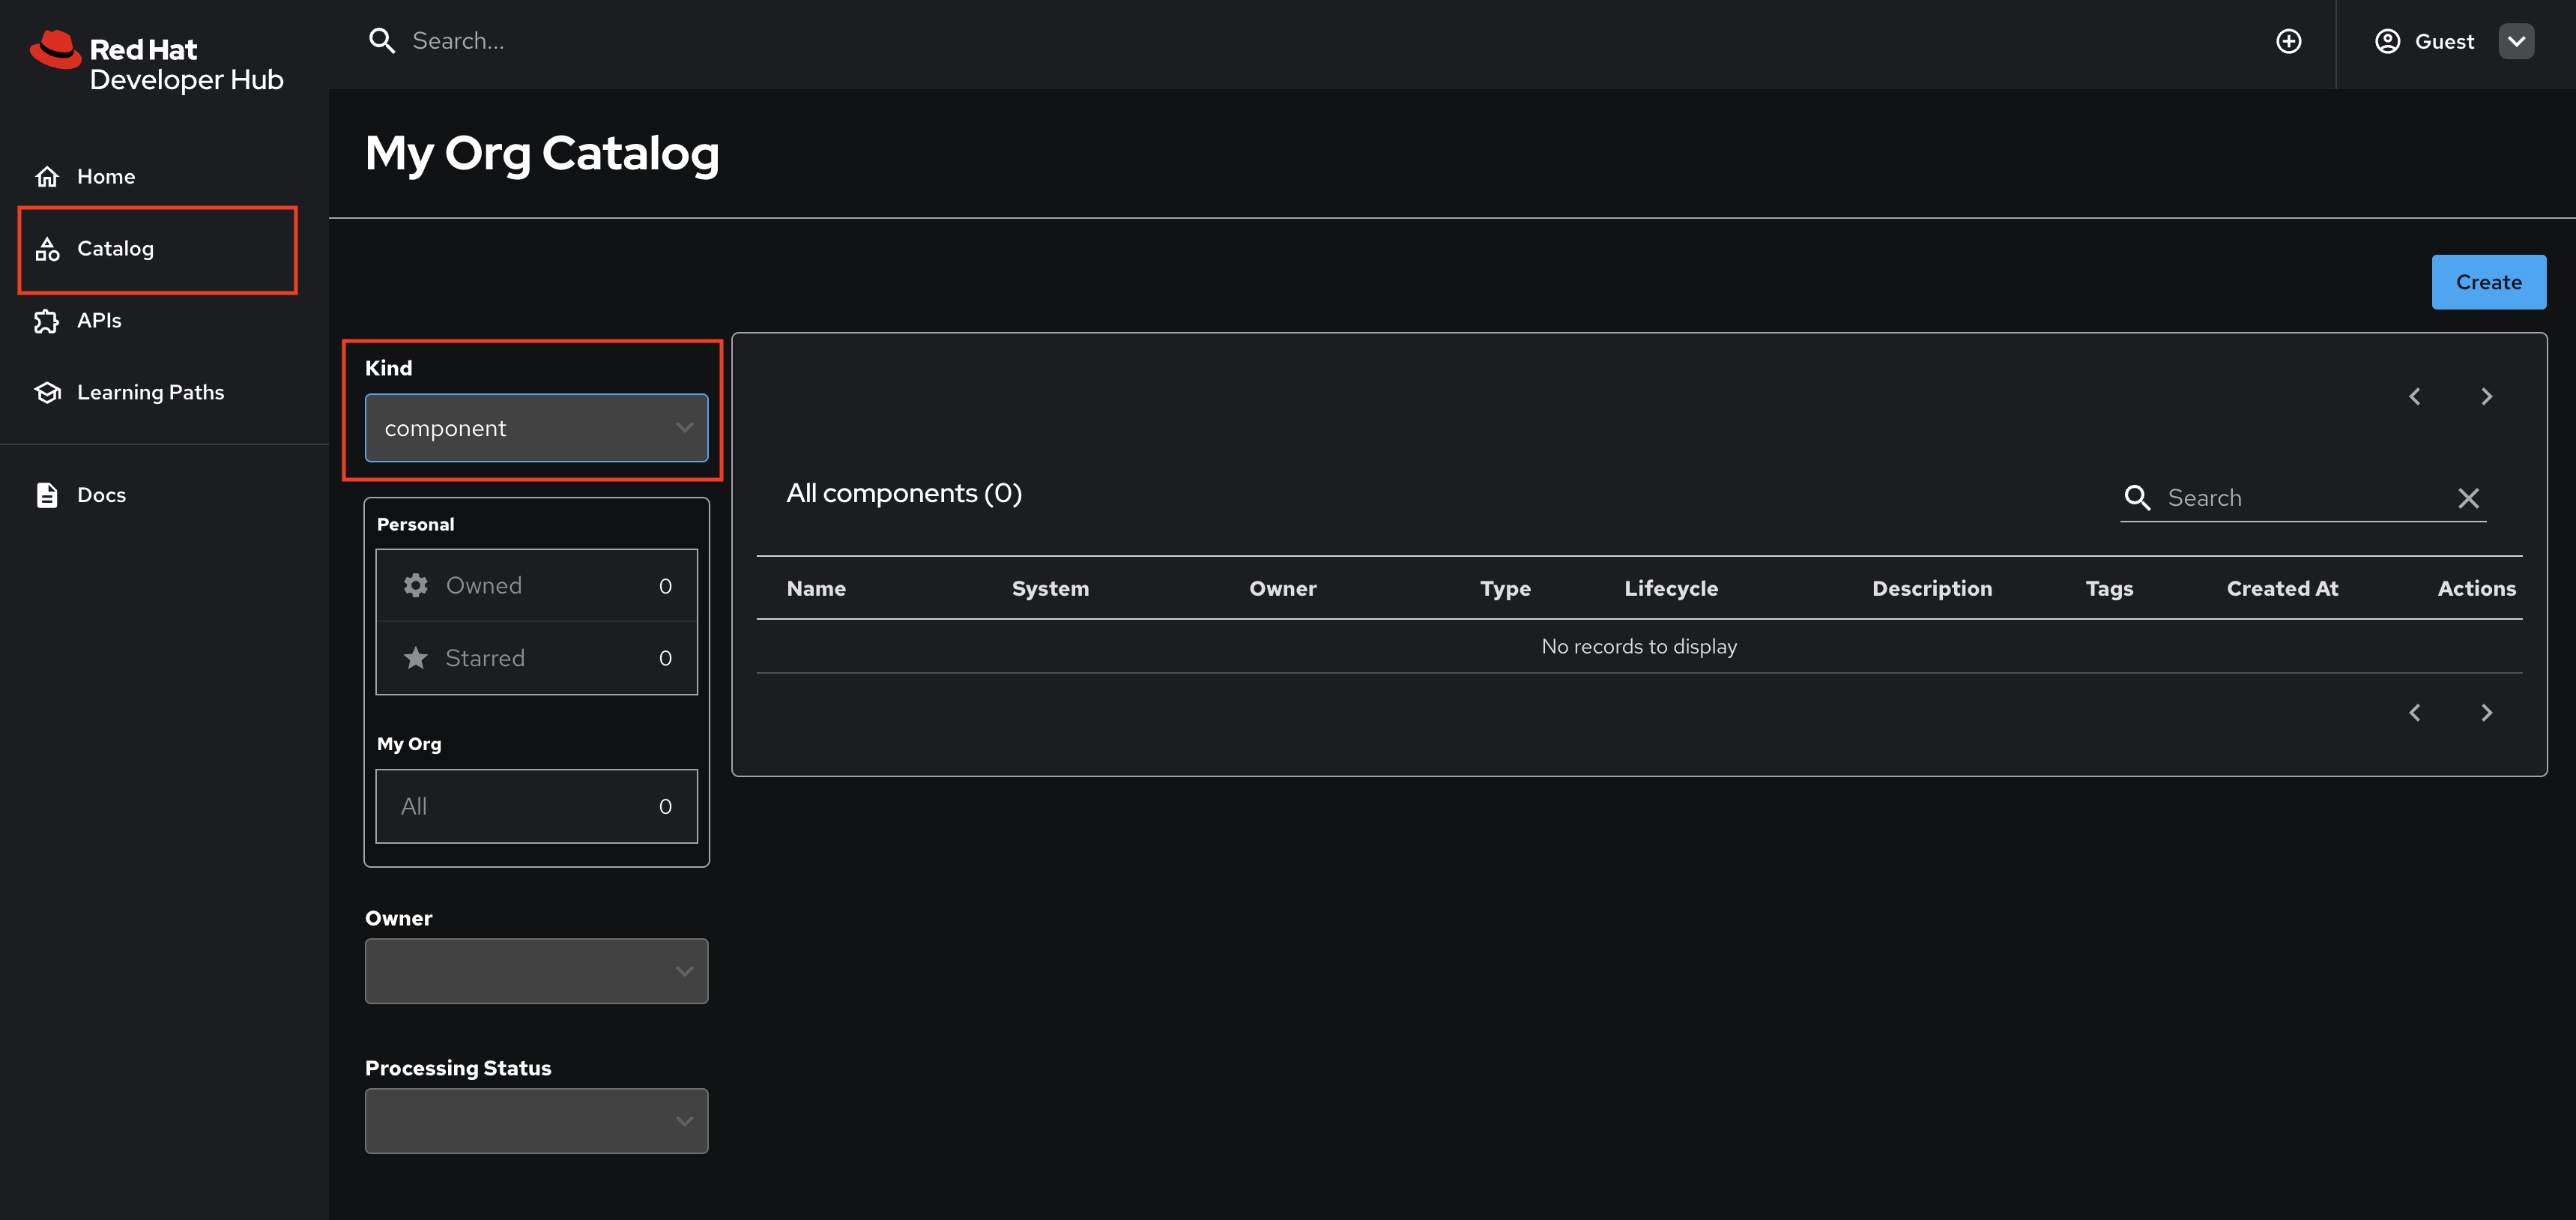 Red Hat
Developer Hub
Search...
Guest
Home
Catalog
APIs
Learning Paths
Docs
My Org Catalog
Create
Kind
component
Personal
Owned 0
Starred 0
My Org
All 0
Owner
Processing Status
All components (0)
Search
Name System Owner Type Lifecycle Description Tags Created At Actions
No records to display